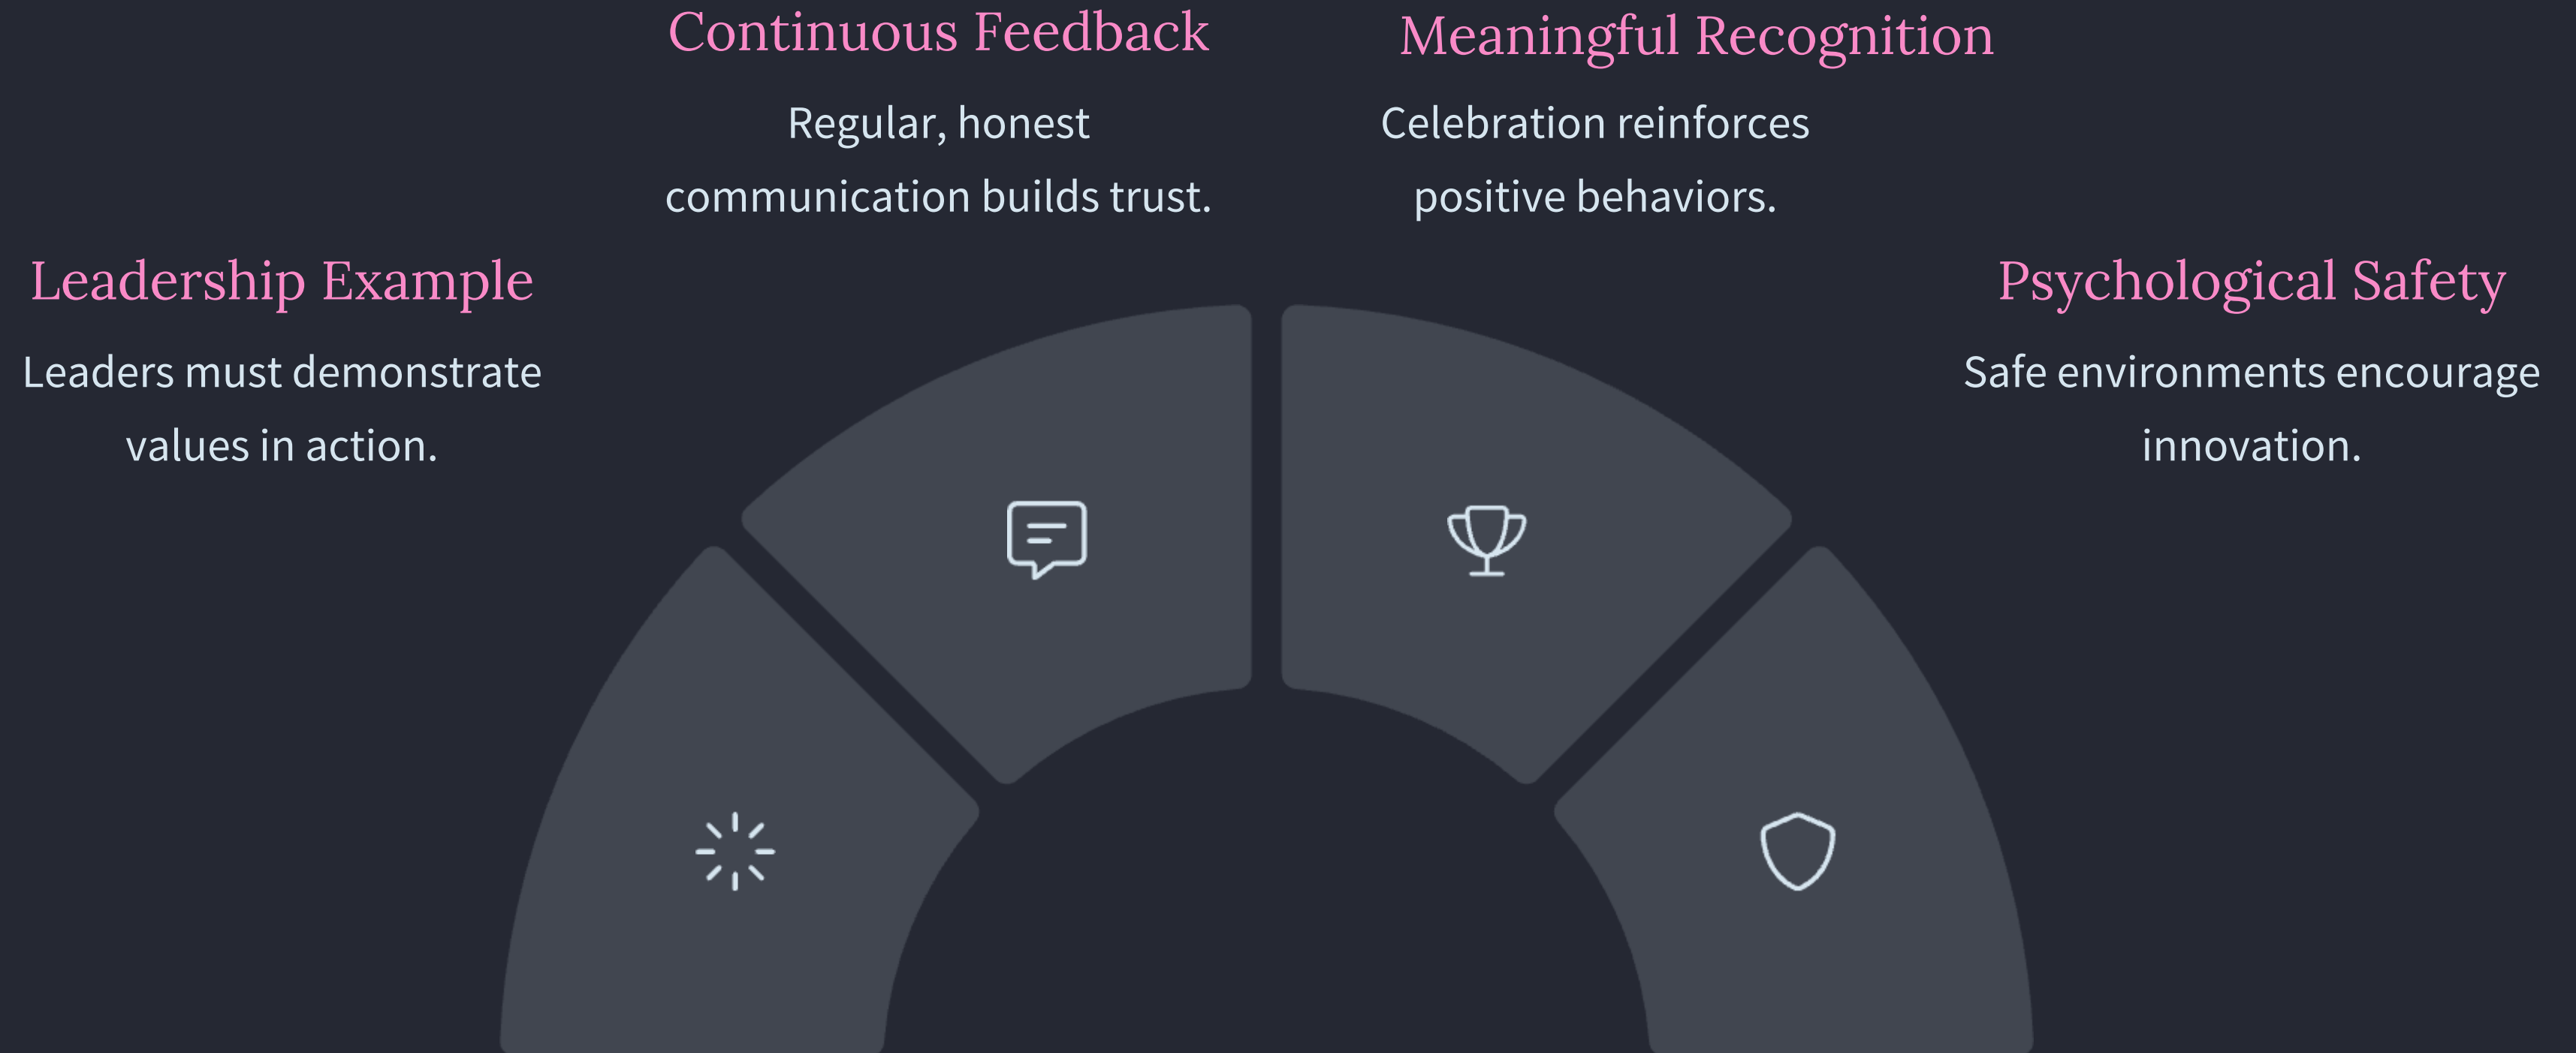 Continuous Feedback
Regular, honest
communication builds trust.
Meaningful Recognition
Celebration reinforces
positive behaviors.
Leadership Example
Leaders must demonstrate
values in action.
Psychological Safety
Safe environments encourage
innovation.